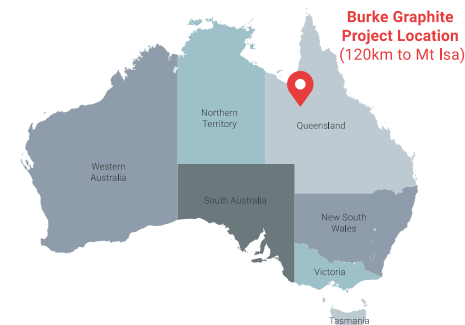 Burke Graphite
Project Location
(120km to Mt Isa)
Northern
Territory
Queensland
Western
Australia
South Australia
New South
Wales
Victoria
Tasmania